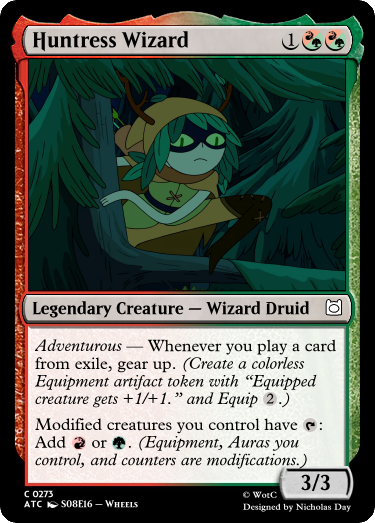 Huntress Wizard 1
Legendary Creature — Wizard Druid
Adventurous — Whenever you play a card
from exile, gear up. (Create a colorless
Equipment artifact token with “Equipped
creature gets +1/+1.” and Equip 2.)
Modified creatures you control have :
Add or . (Equipment, Auras you
control, and counters are modifications.)
3/3
C 0273
ATC S08E16 – Wheels
© WotC
Designed by Nicholas Day